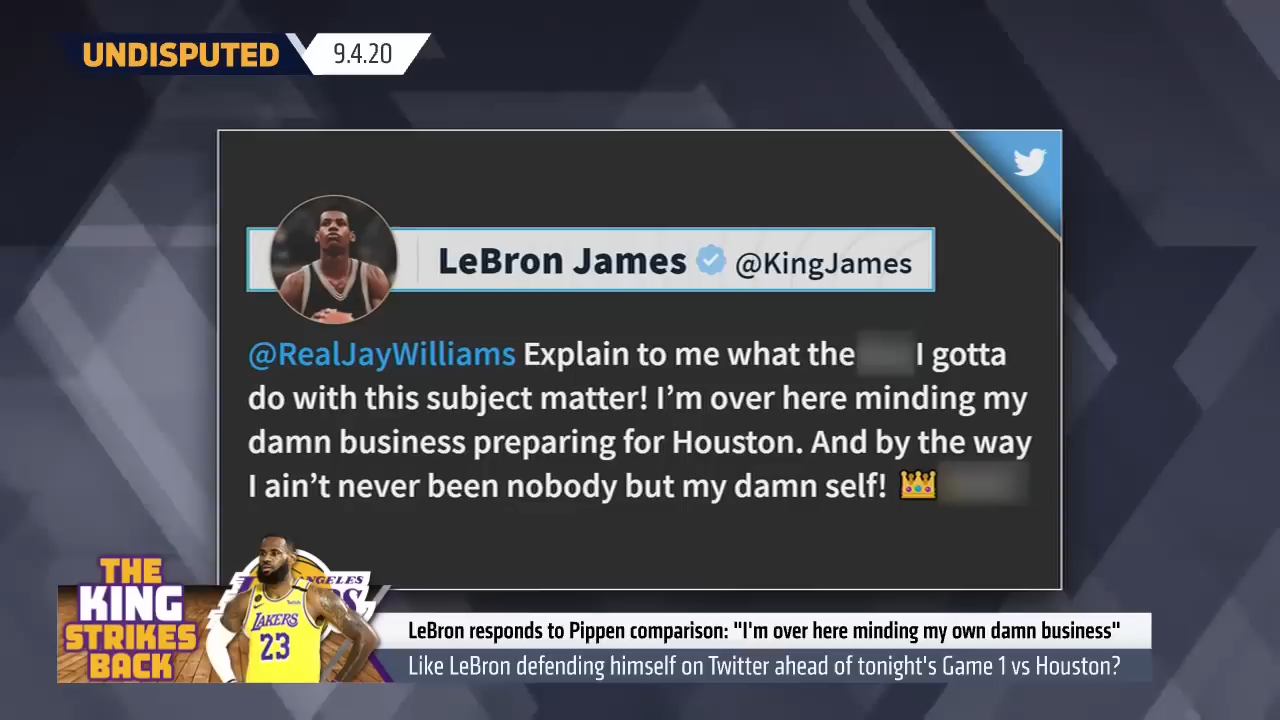 UNDISPUTED
9.4.20
LeBron James @KingJames
@RealJayWilliams Explain to me what the I gotta
do with this subject matter! I’m over here minding my
damn business preparing for Houston. And by the way
I ain’t never been nobody but my damn self! 👑
THE
KING
STRIKES
BACK
LAKERS
23
LeBron responds to Pippen comparison: "I'm over here minding my own damn business"
Like LeBron defending himself on Twitter ahead of tonight's Game 1 vs Houston?